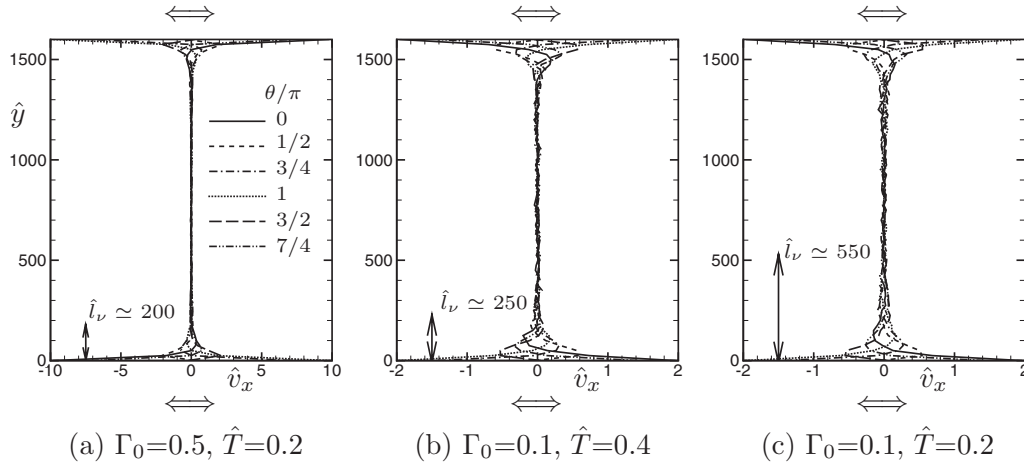 ⟺ ⟺ ⟺
1500 1500 1500
ŷ
θ/π
0
1/2
3/4
1
3/2
7/4
1000 1000 1000
500 500 500
l̂ν ≃ 200
l̂ν ≃ 250
l̂ν ≃ 550
0 0 0
-10 -5 0 5 10
-2 -1 0 1 2
-2 -1 0 1 2
v̂x v̂x v̂x
⟺ ⟺ ⟺
(a) Γ0=0.5, T̂=0.2
(b) Γ0=0.1, T̂=0.4
(c) Γ0=0.1, T̂=0.2